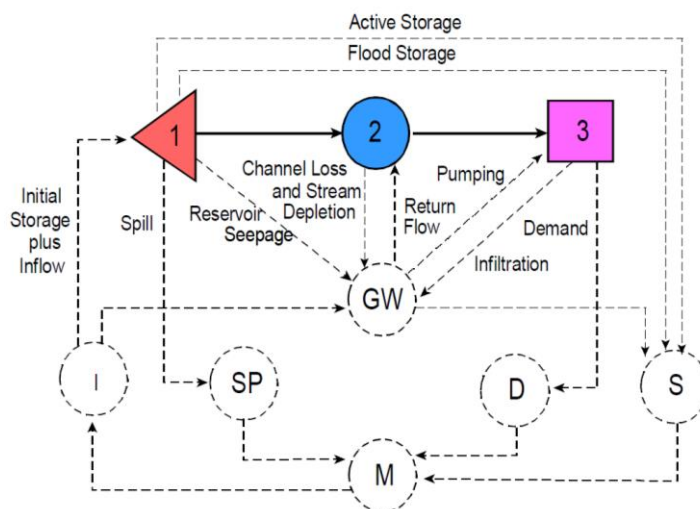 Active Storage
Flood Storage
1
2
3
Initial
Storage
plus
Inflow
Spill
Reservoir
Seepage
Channel Loss
and Stream
Depletion
Return
Flow
Pumping
Infiltration
Demand
GW
I
SP
D
S
M